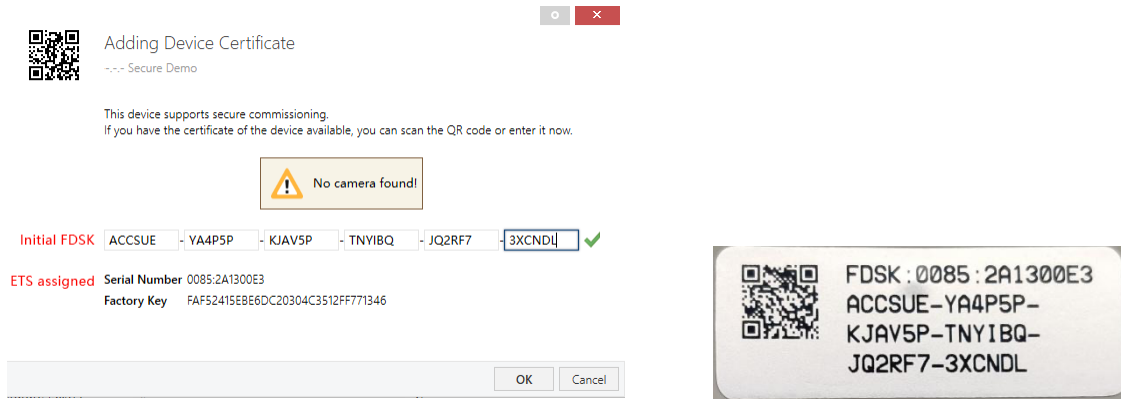 Adding Device Certificate
-.-.- Secure Demo
This device supports secure commissioning.
If you have the certificate of the device available, you can scan the QR code or enter it now.
No camera found!
Initial FDSK ACCSUE - YA4P5P - KJAV5P - TNYIBQ - JQ2RF7 - 3XCNDL
ETS assigned Serial Number 0085:2A1300E3
Factory Key FAF52415EBE6DC20304C3512FF771346
OK Cancel
FDSK:0085:2A1300E3
ACCSUE-YA4P5P-
KJAV5P-TNYIBQ-
JQ2RF7-3XCNDL